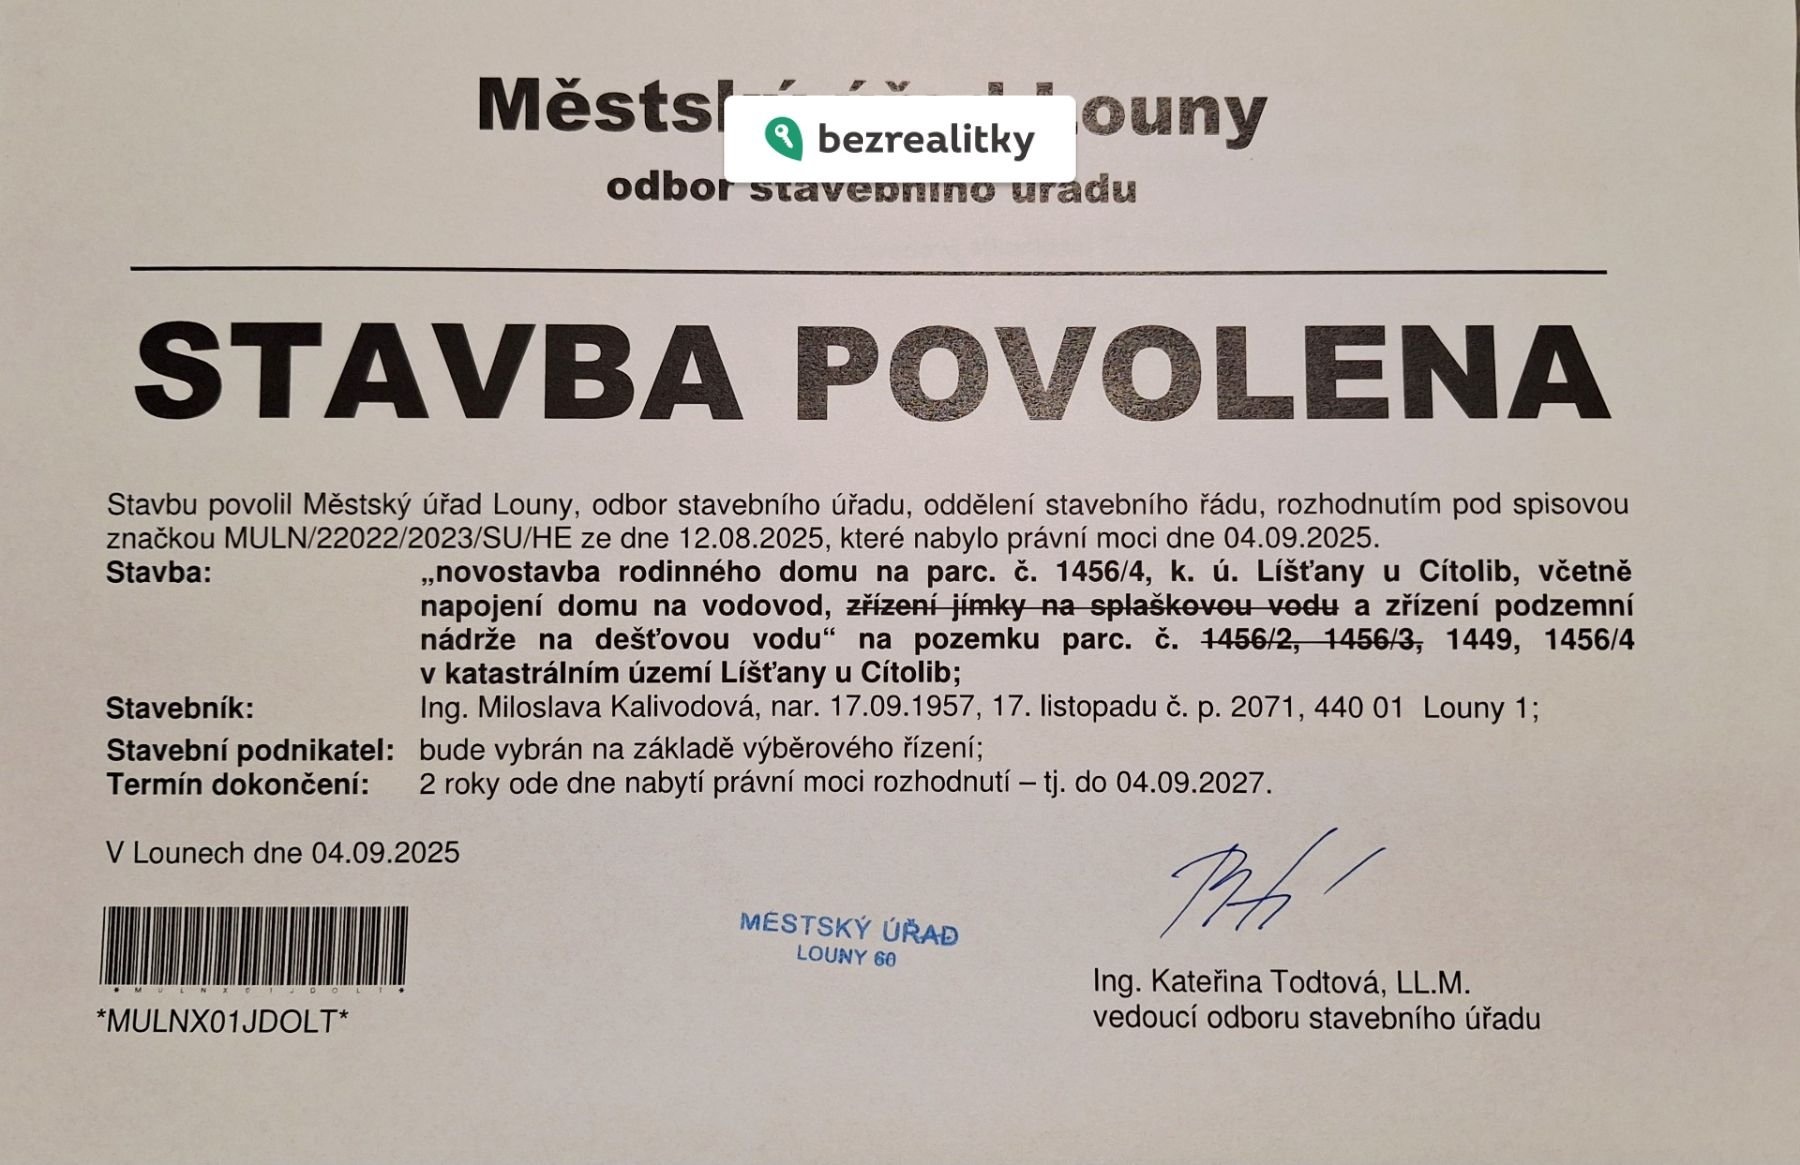 Městský úřad Louny
bezrealitky
odbor stavebního úřadu
STAVBA POVOLENA
Stavbu povolil Městský úřad Louny, odbor stavebního úřadu, oddělení stavebního řádu, rozhodnutím pod spisovou
značkou MULN/22022/2023/SU/HE ze dne 12.08.2025, které nabylo právní moci dne 04.09.2025.
Stavba: „novostavba rodinného domu na parc. č. 1456/4, k. ú. Líšťany u Cítolib, včetně
napojení domu na vodovod, zřízení jímky na splaškovou vodu a zřízení podzemní
nádrže na dešťovou vodu“ na pozemku parc. č. 1456/2, 1456/3, 1449, 1456/4
v katastrálním území Líšťany u Cítolib;
Stavebník: Ing. Miloslava Kalivodová, nar. 17.09.1957, 17. listopadu č. p. 2071, 440 01 Louny 1;
Stavební podnikatel: bude vybrán na základě výběrového řízení;
Termín dokončení: 2 roky ode dne nabytí právní moci rozhodnutí – tj. do 04.09.2027.
V Lounech dne 04.09.2025
MĚSTSKÝ ÚŘAD
LOUNY 60
* M U L N X 0 1 J D O L T *
*MULNX01JDOLT*
Ing. Kateřina Todtová, LL.M.
vedoucí odboru stavebního úřadu